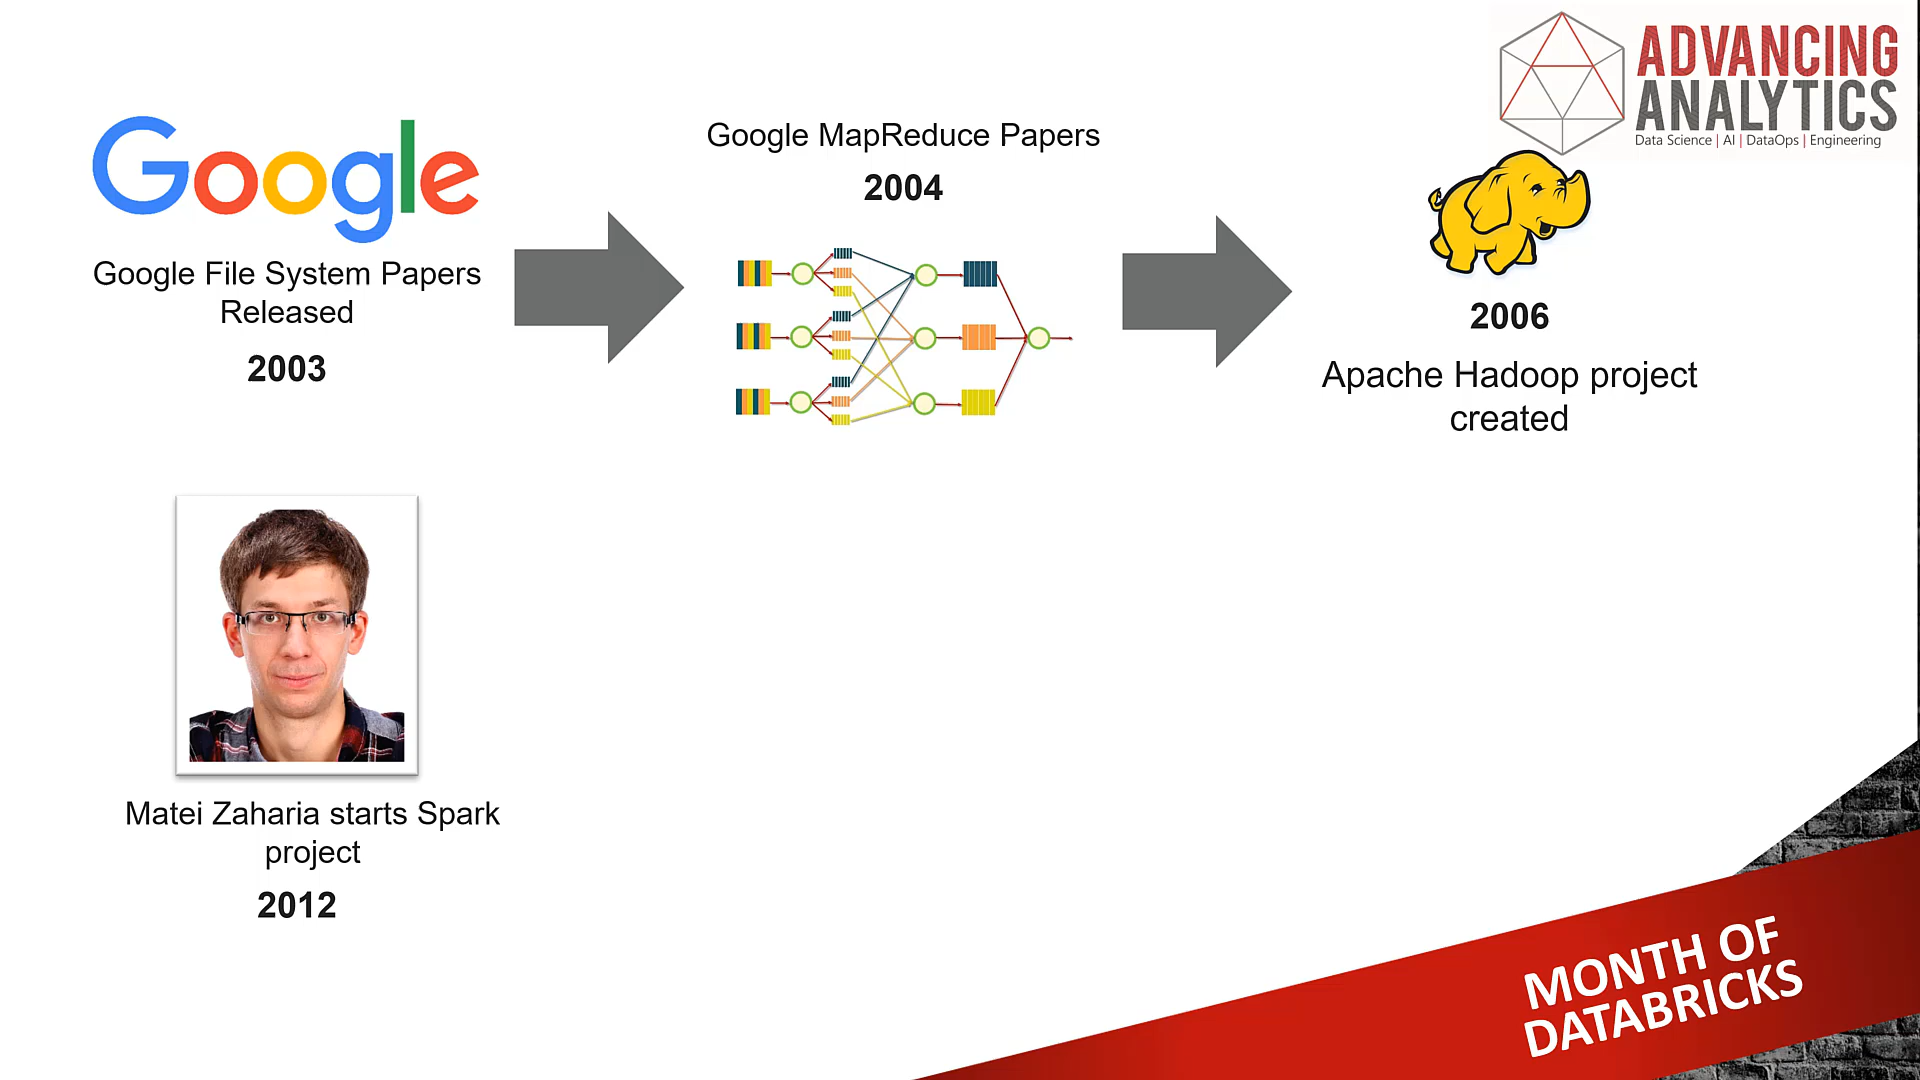 ADVANCING
ANALYTICS
Data Science | AI | DataOps | Engineering
Google
Google File System Papers
Released
2003
Google MapReduce Papers
2004
2006
Apache Hadoop project
created
Matei Zaharia starts Spark
project
2012
MONTH OF
DATABRICKS